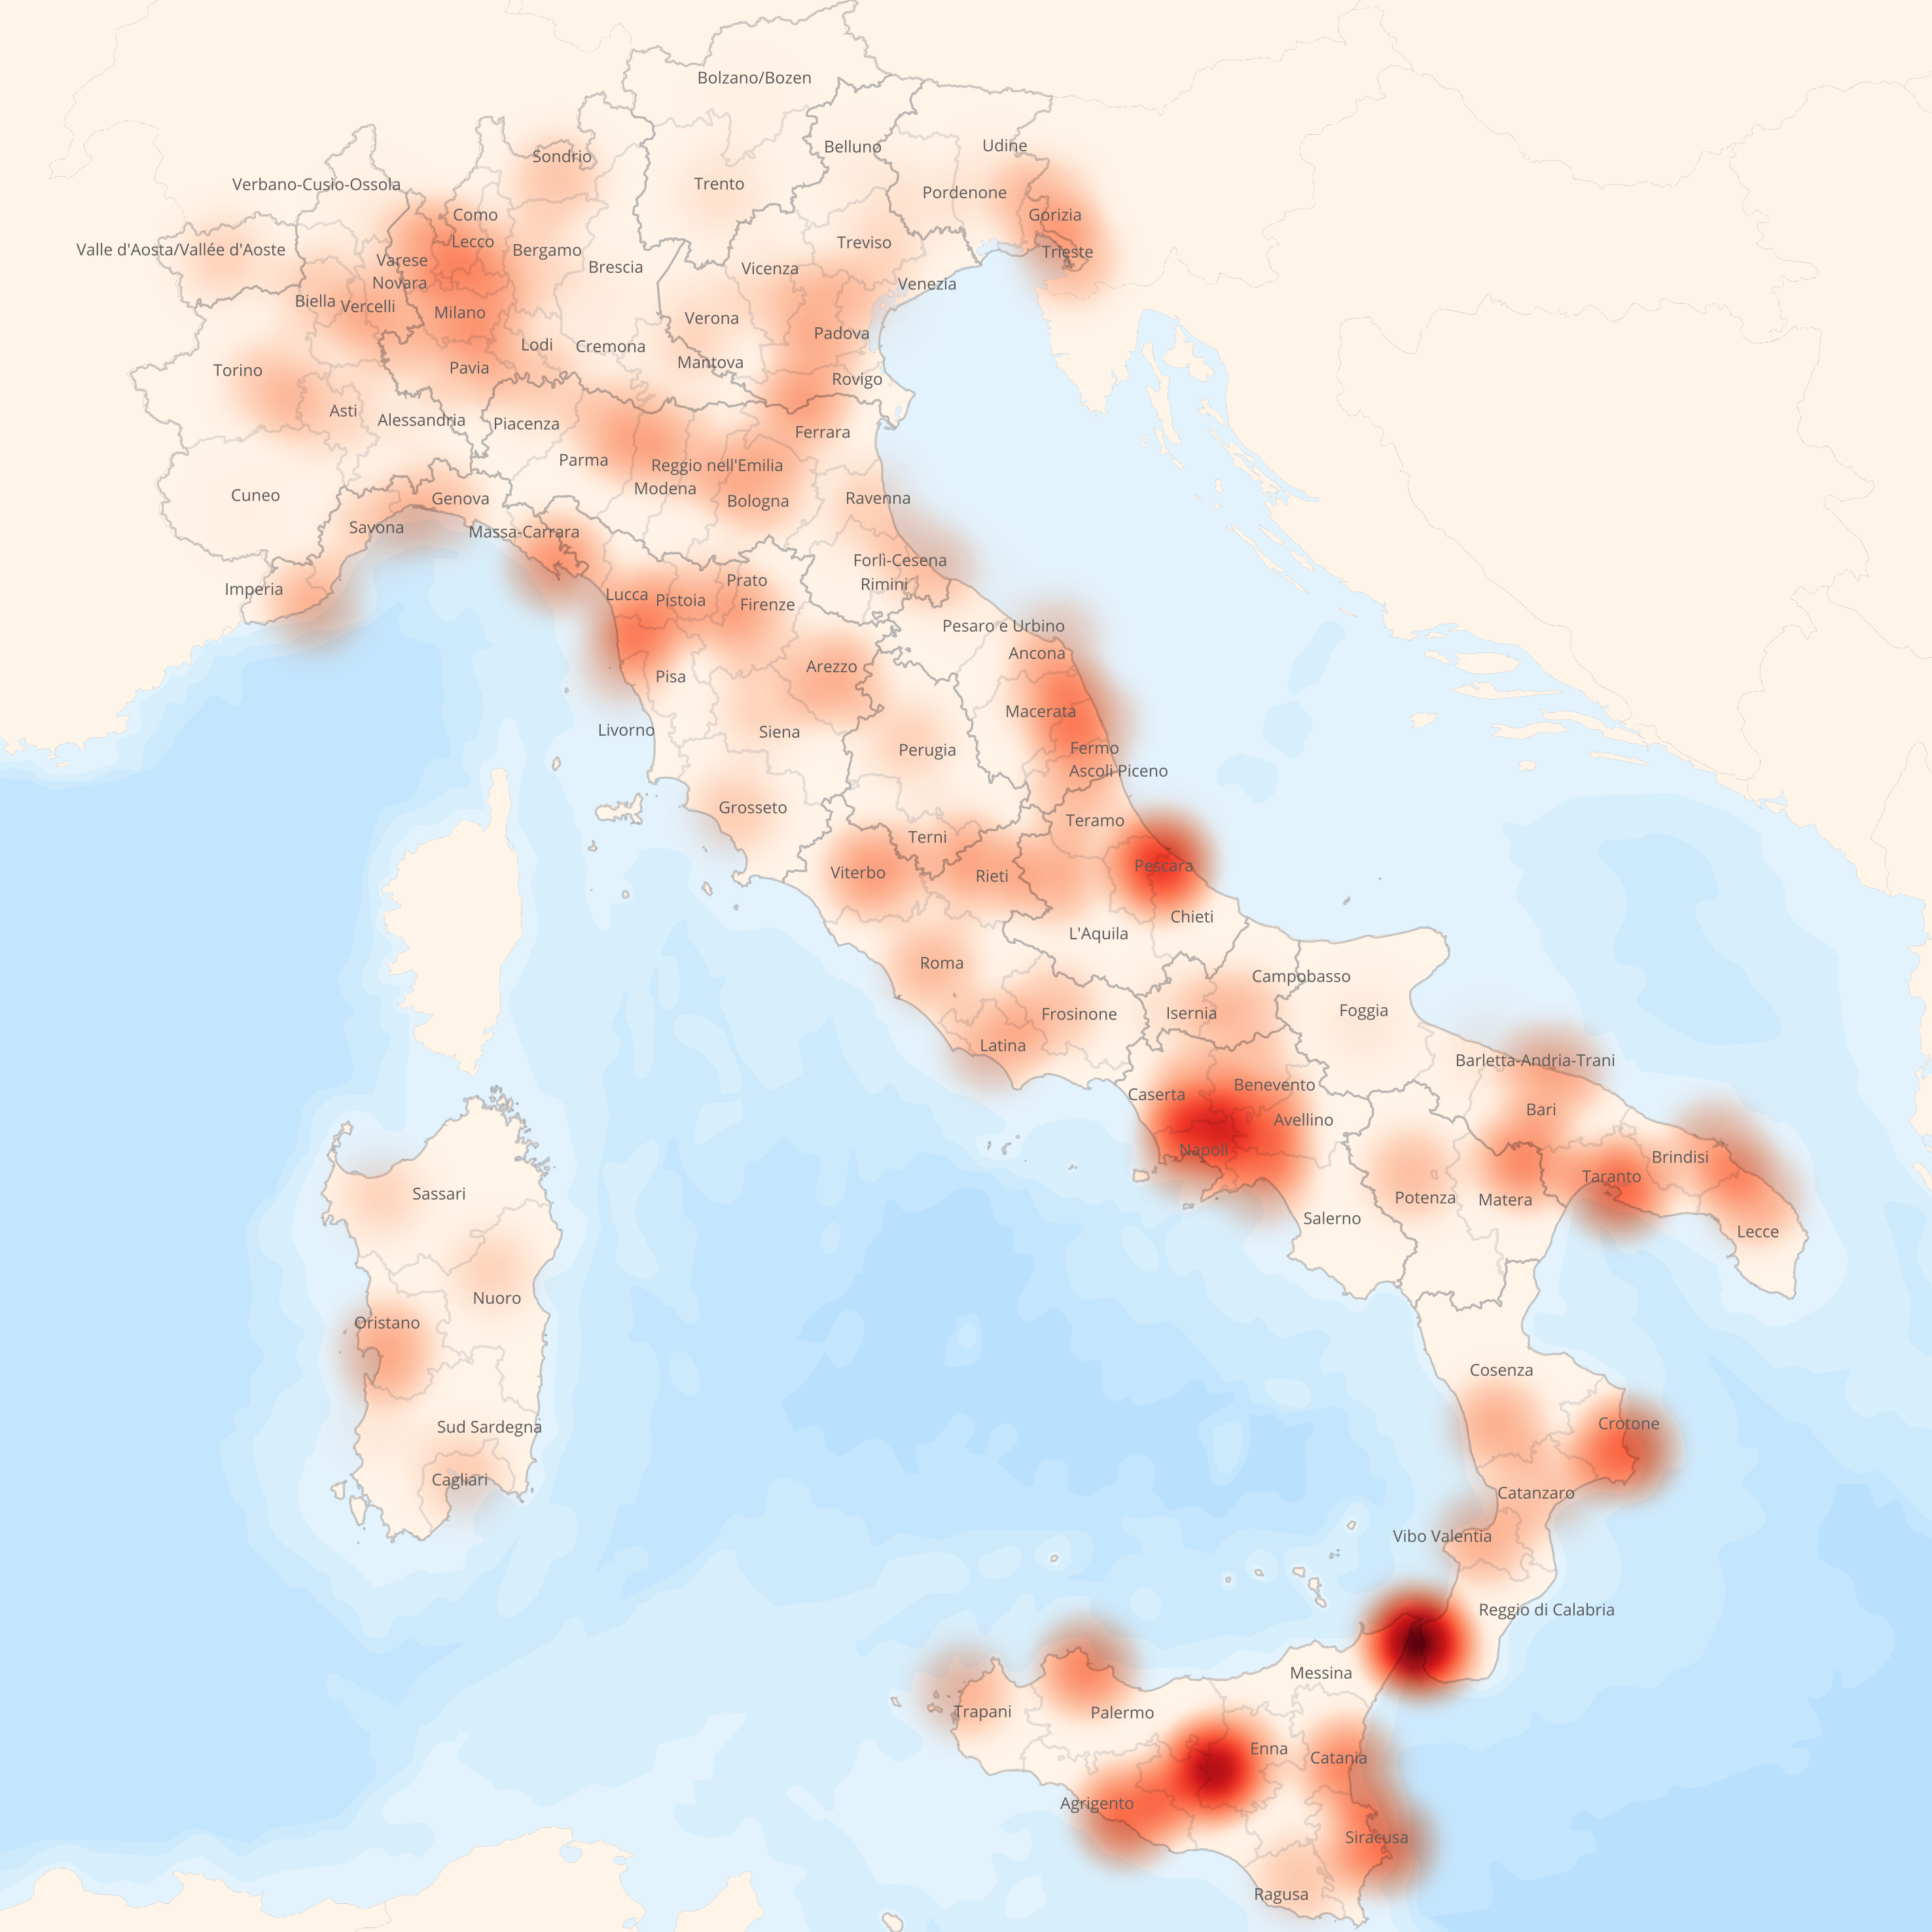 Bolzano/Bozen
Belluno
Udine
Sondrio
Trento
Verbano-Cusio-Ossola
Pordenone
Como
Gorizia
Lecco
Treviso
Valle d'Aosta/Vallée d'Aoste
Bergamo
Trieste
Varese
Brescia
Vicenza
Novara
Venezia
Biella
Vercelli
Milano
Verona
Padova
Lodi
Cremona
Mantova
Torino
Pavia
Rovigo
Asti
Alessandria
Piacenza
Ferrara
Parma
Reggio nell'Emilia
Modena
Cuneo
Genova
Bologna
Ravenna
Savona
Massa-Carrara
Forlì-Cesena
Imperia
Prato
Rimini
Lucca
Pistoia
Firenze
Pesaro e Urbino
Ancona
Arezzo
Pisa
Macerata
Livorno
Siena
Perugia
Fermo
Ascoli Piceno
Grosseto
Teramo
Terni
Viterbo
Rieti
Pescara
Chieti
L'Aquila
Roma
Campobasso
Frosinone
Isernia
Foggia
Latina
Barletta-Andria-Trani
Caserta
Benevento
Bari
Avellino
Napoli
Brindisi
Taranto
Sassari
Potenza
Matera
Salerno
Lecce
Nuoro
Oristano
Cosenza
Sud Sardegna
Crotone
Cagliari
Catanzaro
Vibo Valentia
Reggio di Calabria
Messina
Trapani
Palermo
Enna
Catania
Agrigento
Siracusa
Ragusa